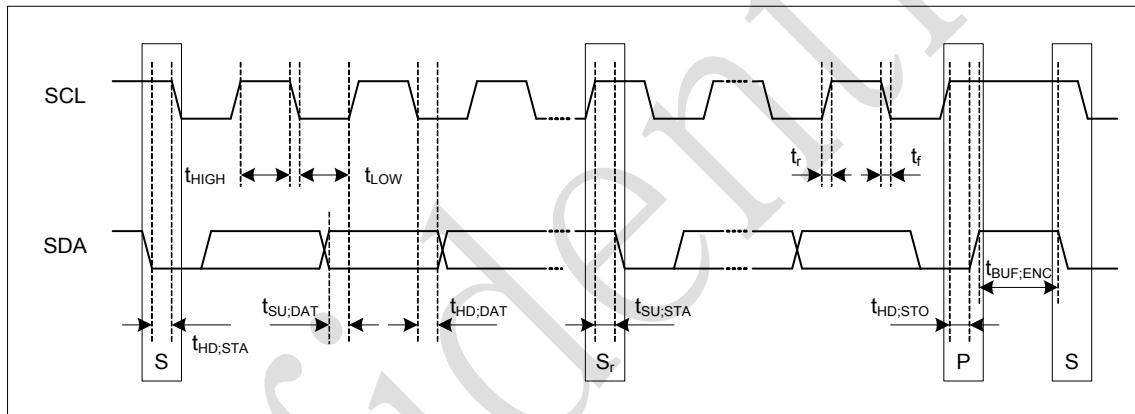 SCL
tHIGH
tLOW
tr
tf
SDA
tSU;DAT
tHD;DAT
tSU;STA
tHD;STO
tBUF;ENC
tHD;STA
S
Sr
P
S